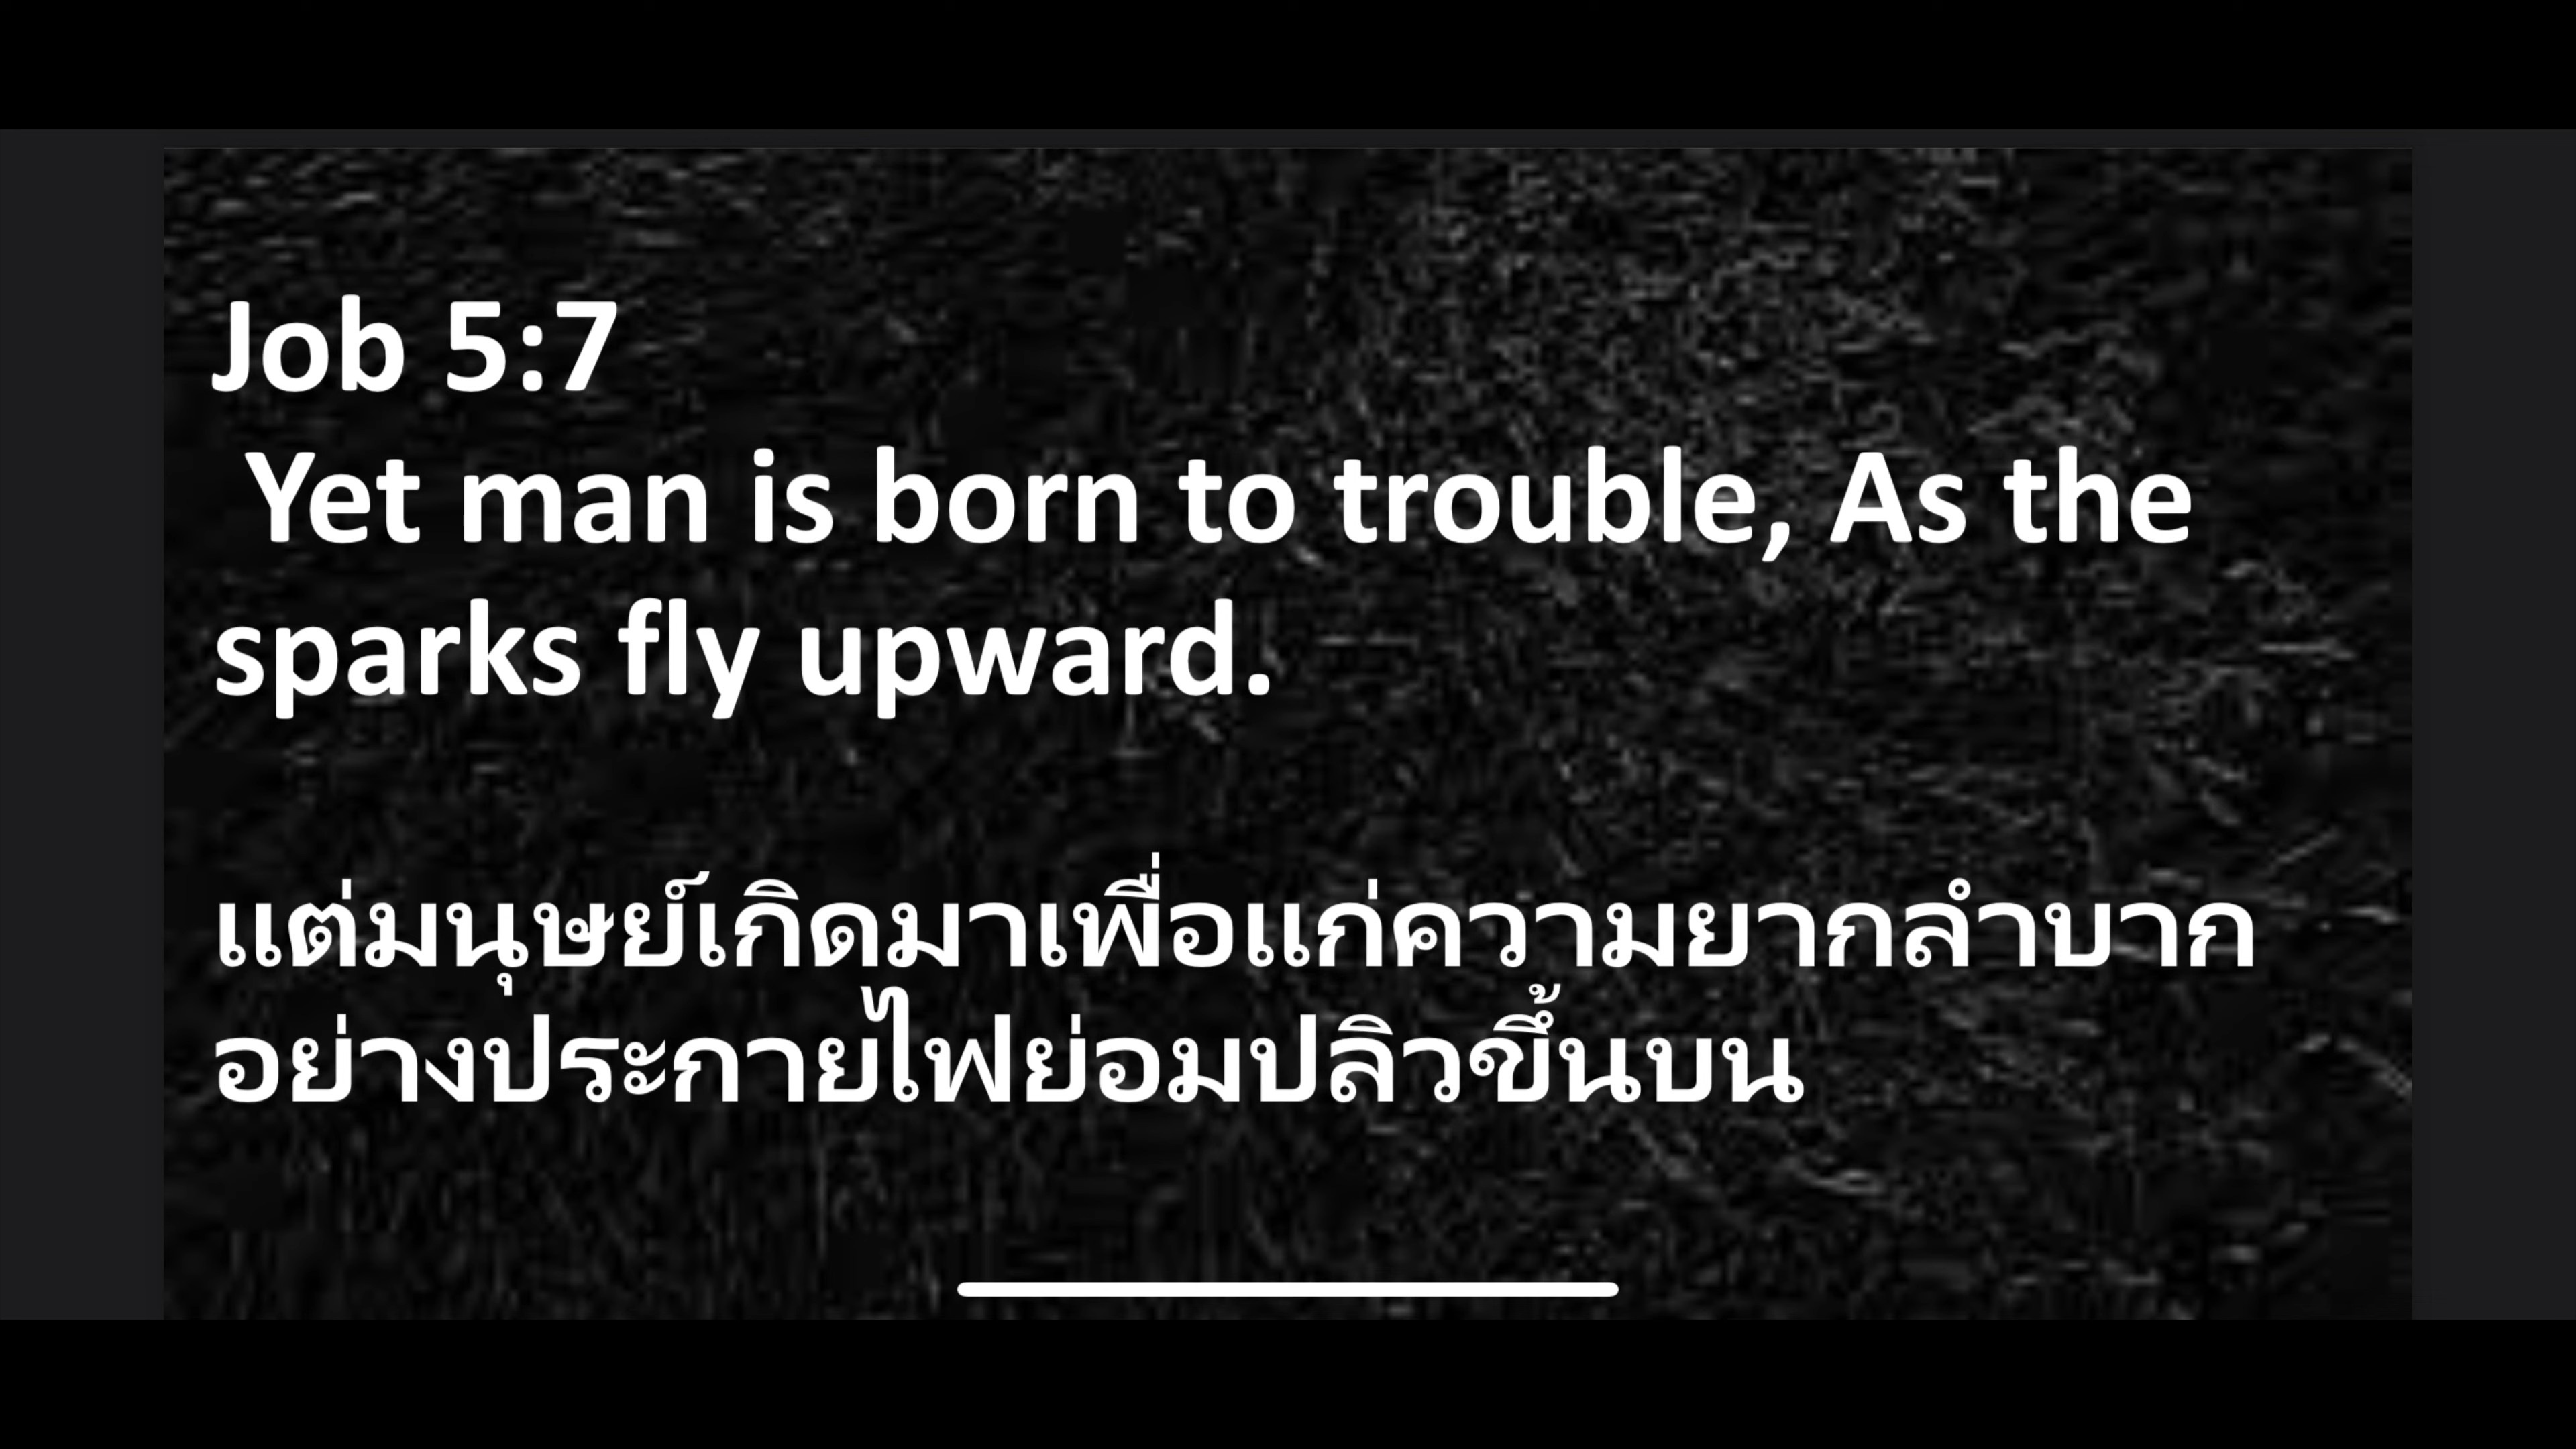 Job 5:7
Yet man is born to trouble, As the
sparks fly upward.
แต่มนุษย์เกิดมาเพื่อแก่ความยากลำบาก
อย่างประกายไฟย่อมปลิวขึ้นบน